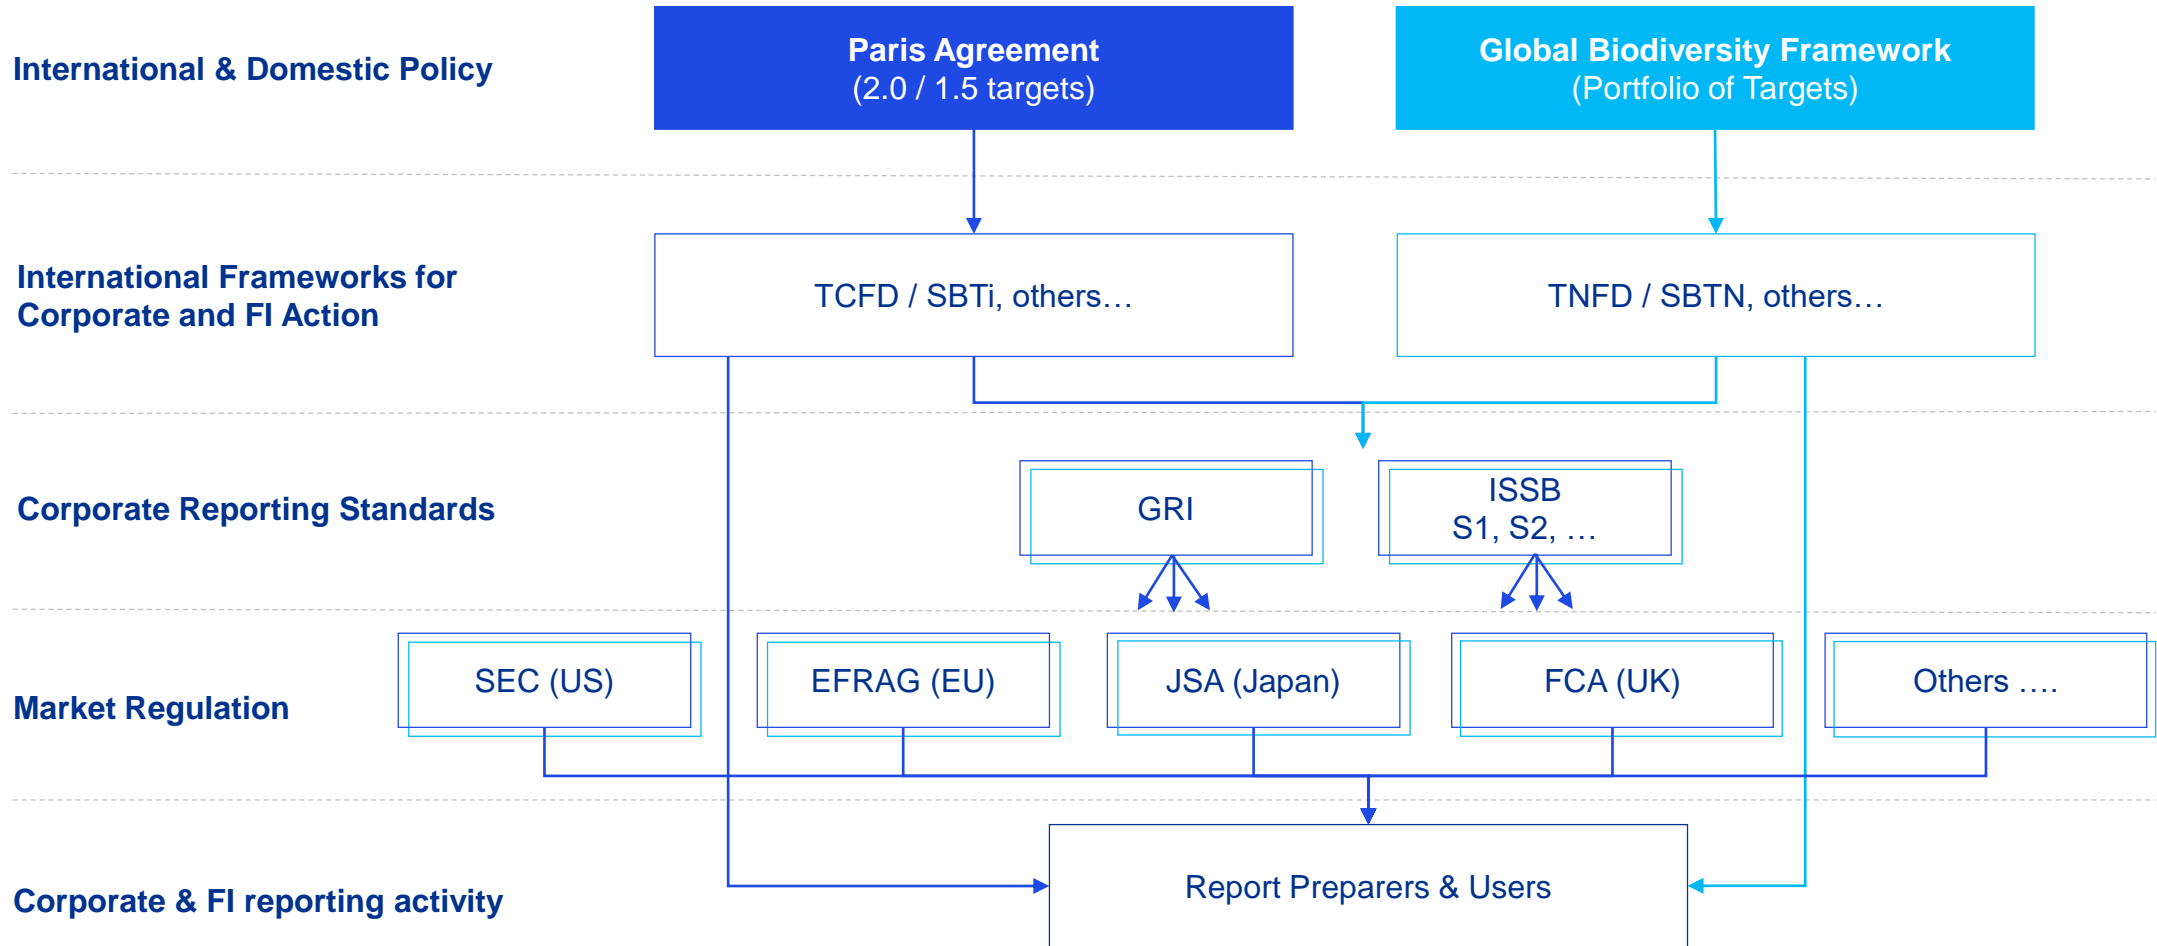 International & Domestic Policy
Paris Agreement
(2.0 / 1.5 targets)
Global Biodiversity Framework
(Portfolio of Targets)
International Frameworks for
Corporate and FI Action
TCFD / SBTi, others…
TNFD / SBTN, others…
Corporate Reporting Standards
GRI
ISSB
S1, S2, …
Market Regulation
SEC (US)
EFRAG (EU)
JSA (Japan)
FCA (UK)
Others ….
Corporate & FI reporting activity
Report Preparers & Users